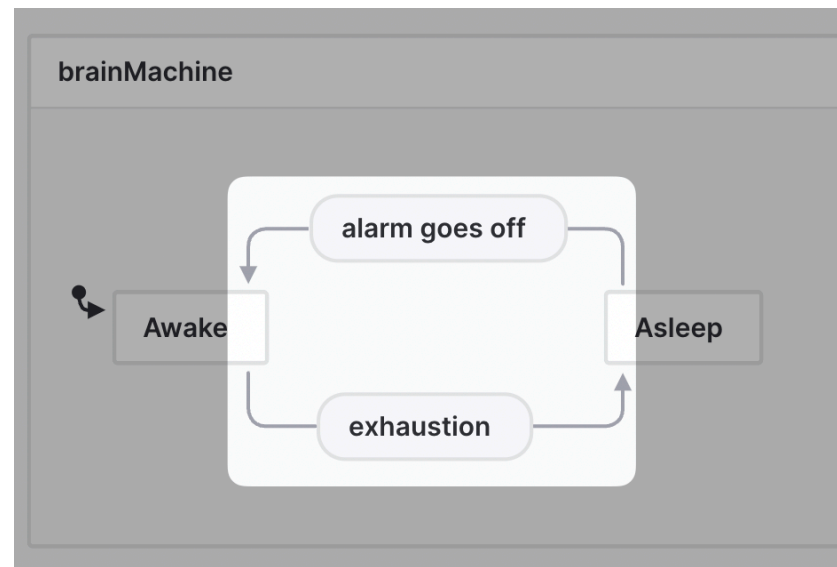 brainMachine
alarm goes off
Awake
Asleep
exhaustion